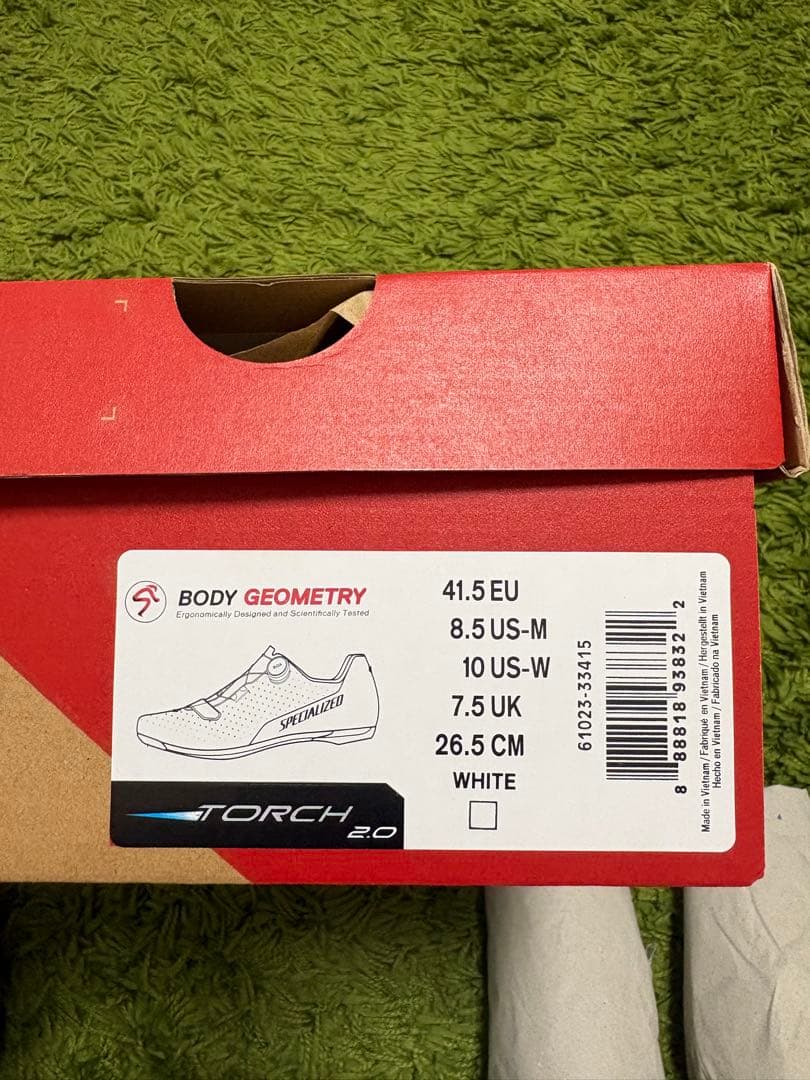 BODY GEOMETRY
Ergonomically Designed and Scientifically Tested
SPECIALIZED
TORCH
2.0
41.5 EU
8.5 US-M
10 US-W
7.5 UK
26.5 CM
WHITE
61023-33415
8 88818 93832 2
Made in Vietnam / Fabriqué en Vietnam / Hergestellt in Vietnam
Hecho en Vietnam / Fabricado na Vietnam